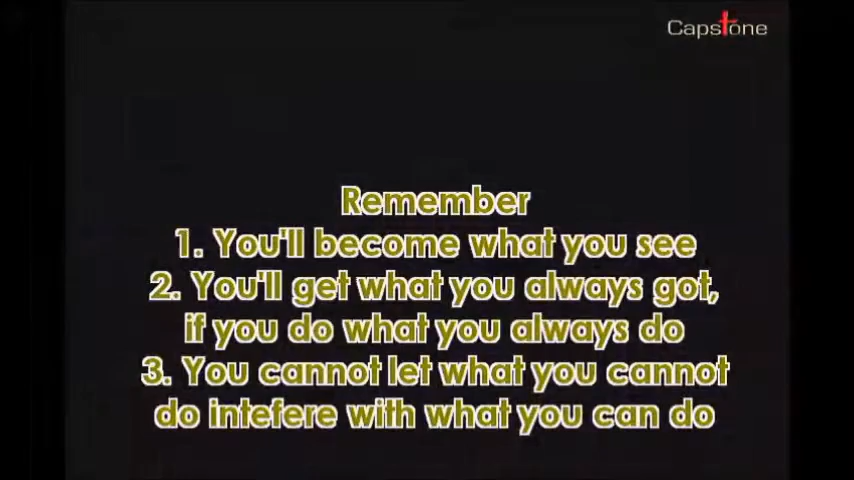 Capstone
Remember
1. You'll become what you see
2. You'll get what you always got,
if you do what you always do
3. You cannot let what you cannot
do intefere with what you can do